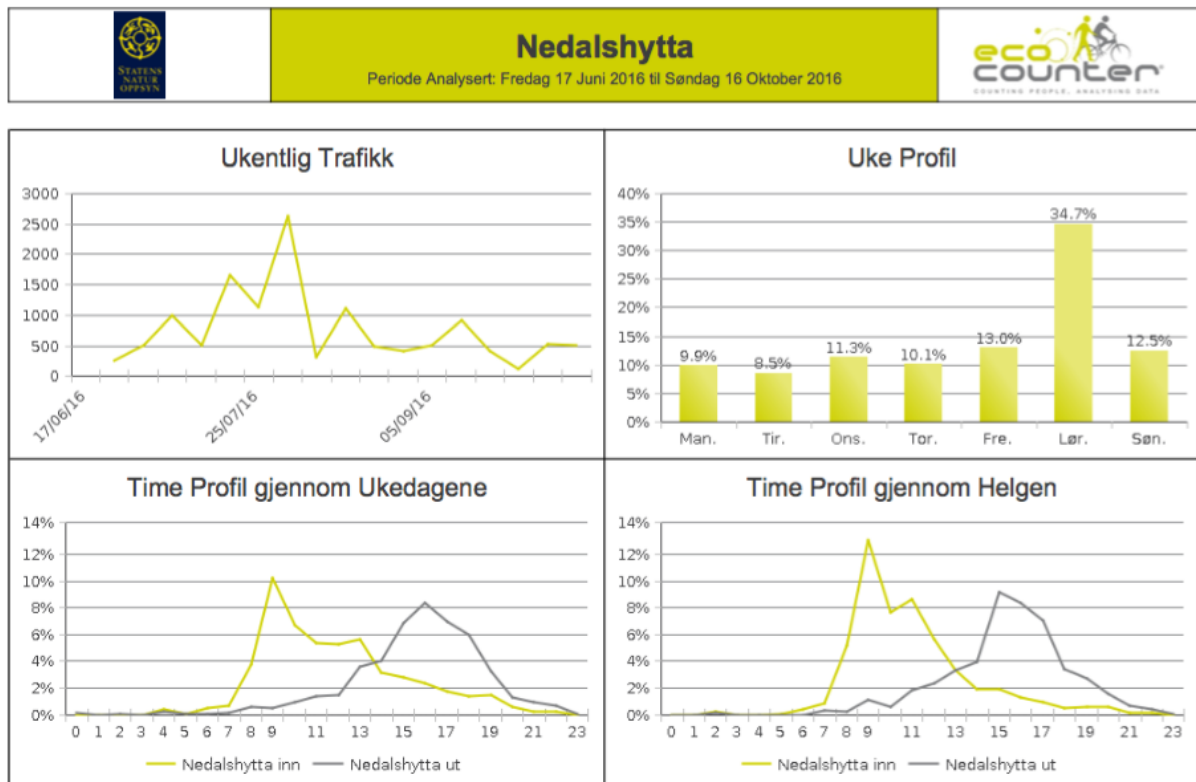 STATENS
NATUR
OPPSYN
Nedalshytta
Periode Analysert: Fredag 17 Juni 2016 til Søndag 16 Oktober 2016
eco
counter
COUNTING PEOPLE, ANALYSING DATA
Ukentlig Trafikk
3000
2500
2000
1500
1000
500
0
17/06/16 25/07/16 05/09/16
Uke Profil
40%
35%
30%
25%
20%
15%
10%
5%
0%
9.9% 8.5% 11.3% 10.1% 13.0% 34.7% 12.5%
Man. Tir. Ons. Tor. Fre. Lør. Søn.
Time Profil gjennom Ukedagene
14%
12%
10%
8%
6%
4%
2%
0%
0 1 2 3 4 5 6 7 8 9 11 13 15 17 19 21 23
Nedalshytta inn Nedalshytta ut
Time Profil gjennom Helgen
14%
12%
10%
8%
6%
4%
2%
0%
0 1 2 3 4 5 6 7 8 9 11 13 15 17 19 21 23
Nedalshytta inn Nedalshytta ut